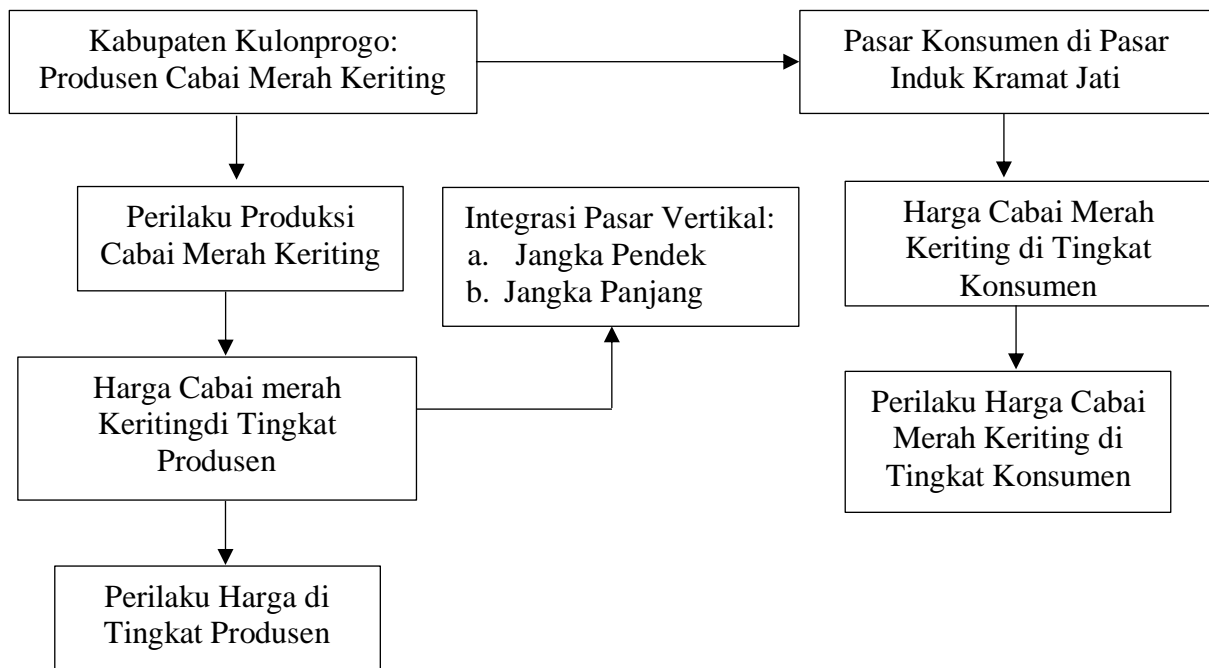 Kabupaten Kulonprogo:
Produsen Cabai Merah Keriting
Pasar Konsumen di Pasar
Induk Kramat Jati
Perilaku Produksi
Cabai Merah Keriting
Integrasi Pasar Vertikal:
a. Jangka Pendek
b. Jangka Panjang
Harga Cabai Merah
Keriting di Tingkat
Konsumen
Harga Cabai merah
Keritingdi Tingkat
Produsen
Perilaku Harga Cabai
Merah Keriting di
Tingkat Konsumen
Perilaku Harga di
Tingkat Produsen